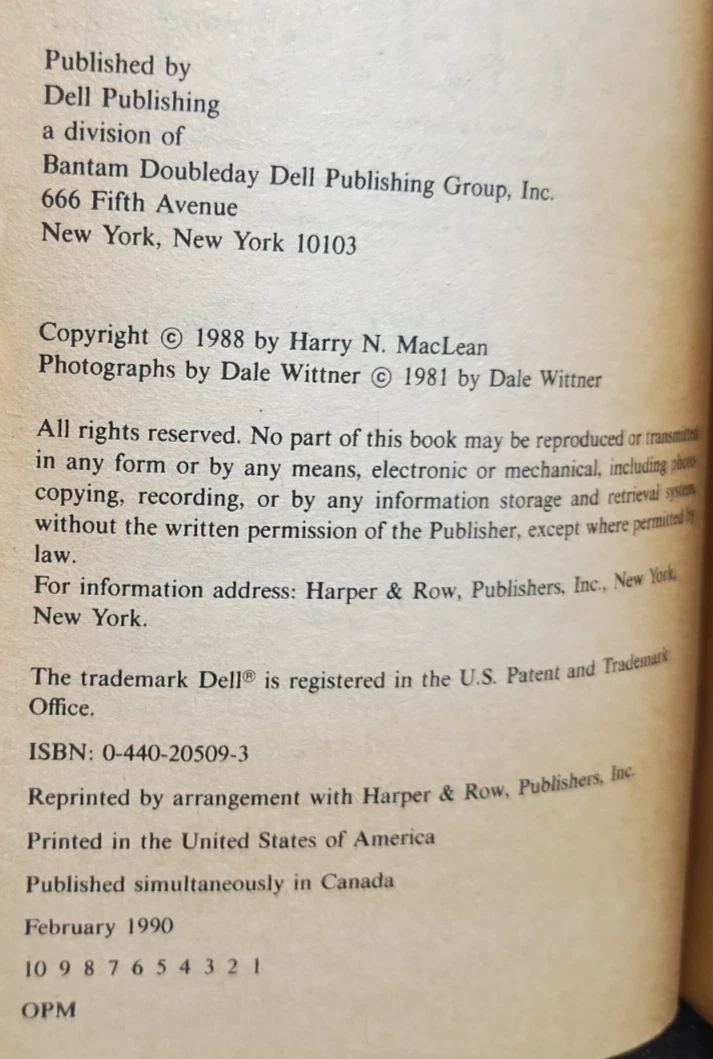 Published by
Dell Publishing
a division of
Bantam Doubleday Dell Publishing Group, Inc.
666 Fifth Avenue
New York, New York 10103
Copyright © 1988 by Harry N. MacLean
Photographs by Dale Wittner © 1981 by Dale Wittner
All rights reserved. No part of this book may be reproduced or transmitted
in any form or by any means, electronic or mechanical, including photo-
copying, recording, or by any information storage and retrieval system,
without the written permission of the Publisher, except where permitted by
law.
For information address: Harper & Row, Publishers, Inc., New York,
New York.
The trademark Dell® is registered in the U.S. Patent and Trademark
Office.
ISBN: 0-440-20509-3
Reprinted by arrangement with Harper & Row, Publishers, Inc.
Printed in the United States of America
Published simultaneously in Canada
February 1990
10 9 8 7 6 5 4 3 2 1
OPM